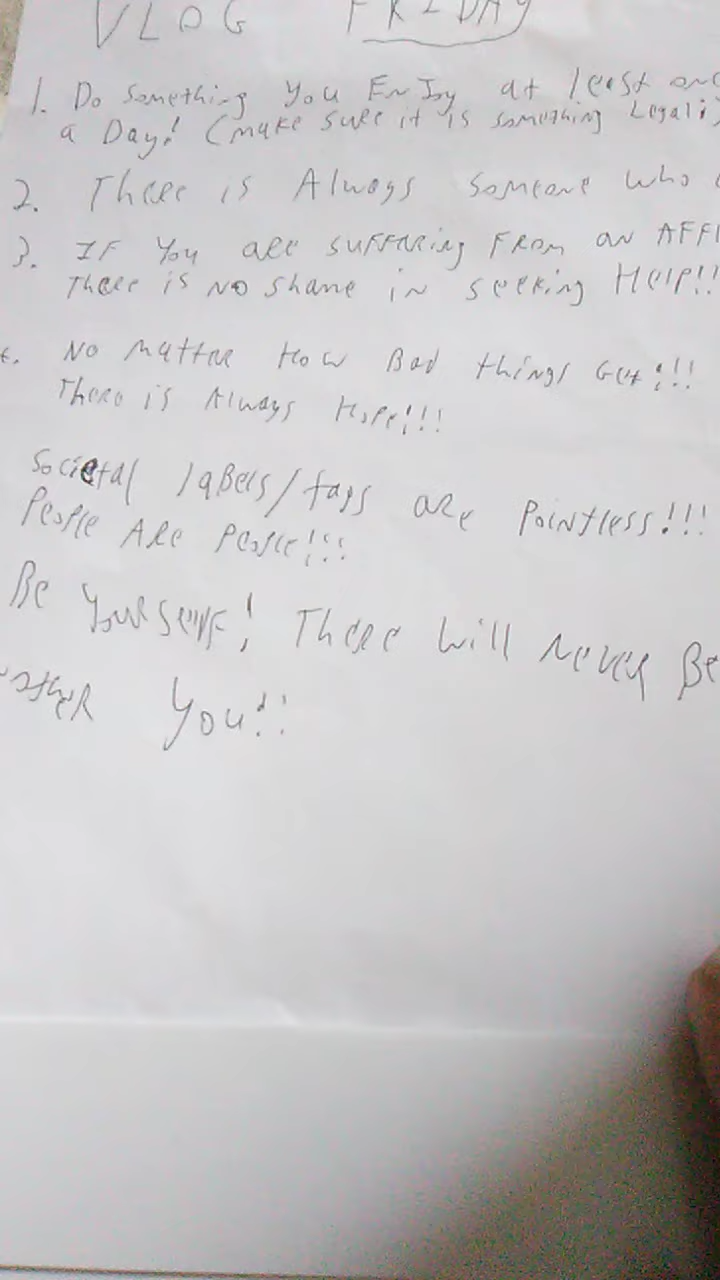 VLOG FRIDAY
1. Do something you Enjoy at least
a Day! (make sure it is something Legal!
2. There is Always someone who
3. IF You are suffering From an AFFl
There is NO shame in seeking Help!!
No matter How Bad things Get!!!
There is Always Hope!!!
Societal labels/tags are pointless!!!
People Are People!!!
Be Yourself! There will never Be
You!!